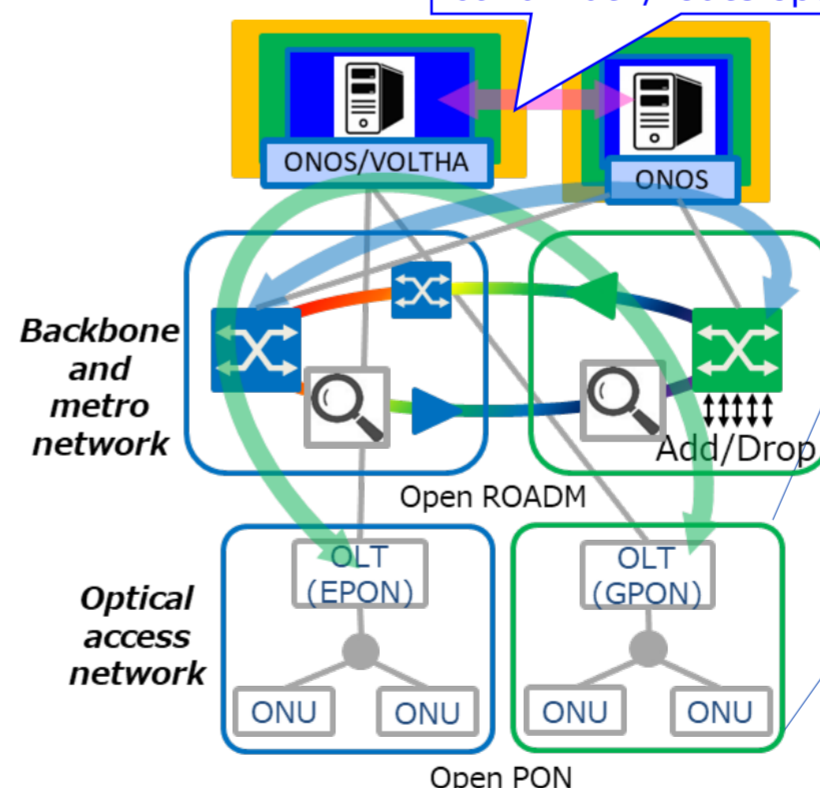 ONOS/VOLTHA
ONOS
Backbone
and
metro
network
Add/Drop
Open ROADM
Optical
access
network
OLT
(EPON)
OLT
(GPON)
ONU
ONU
ONU
ONU
Open PON